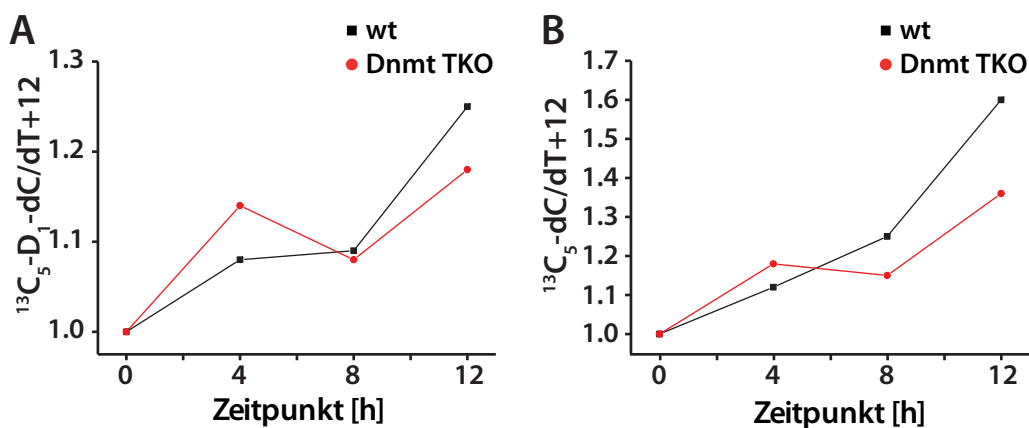 A
wt
Dnmt TKO
1.3
1.2
1.1
1.0
¹³C₅-D₁-dC/dT+12
0 4 8 12
Zeitpunkt [h]
B
wt
Dnmt TKO
1.7
1.6
1.5
1.4
1.3
1.2
1.1
1.0
¹³C₅-dC/dT+12
0 4 8 12
Zeitpunkt [h]